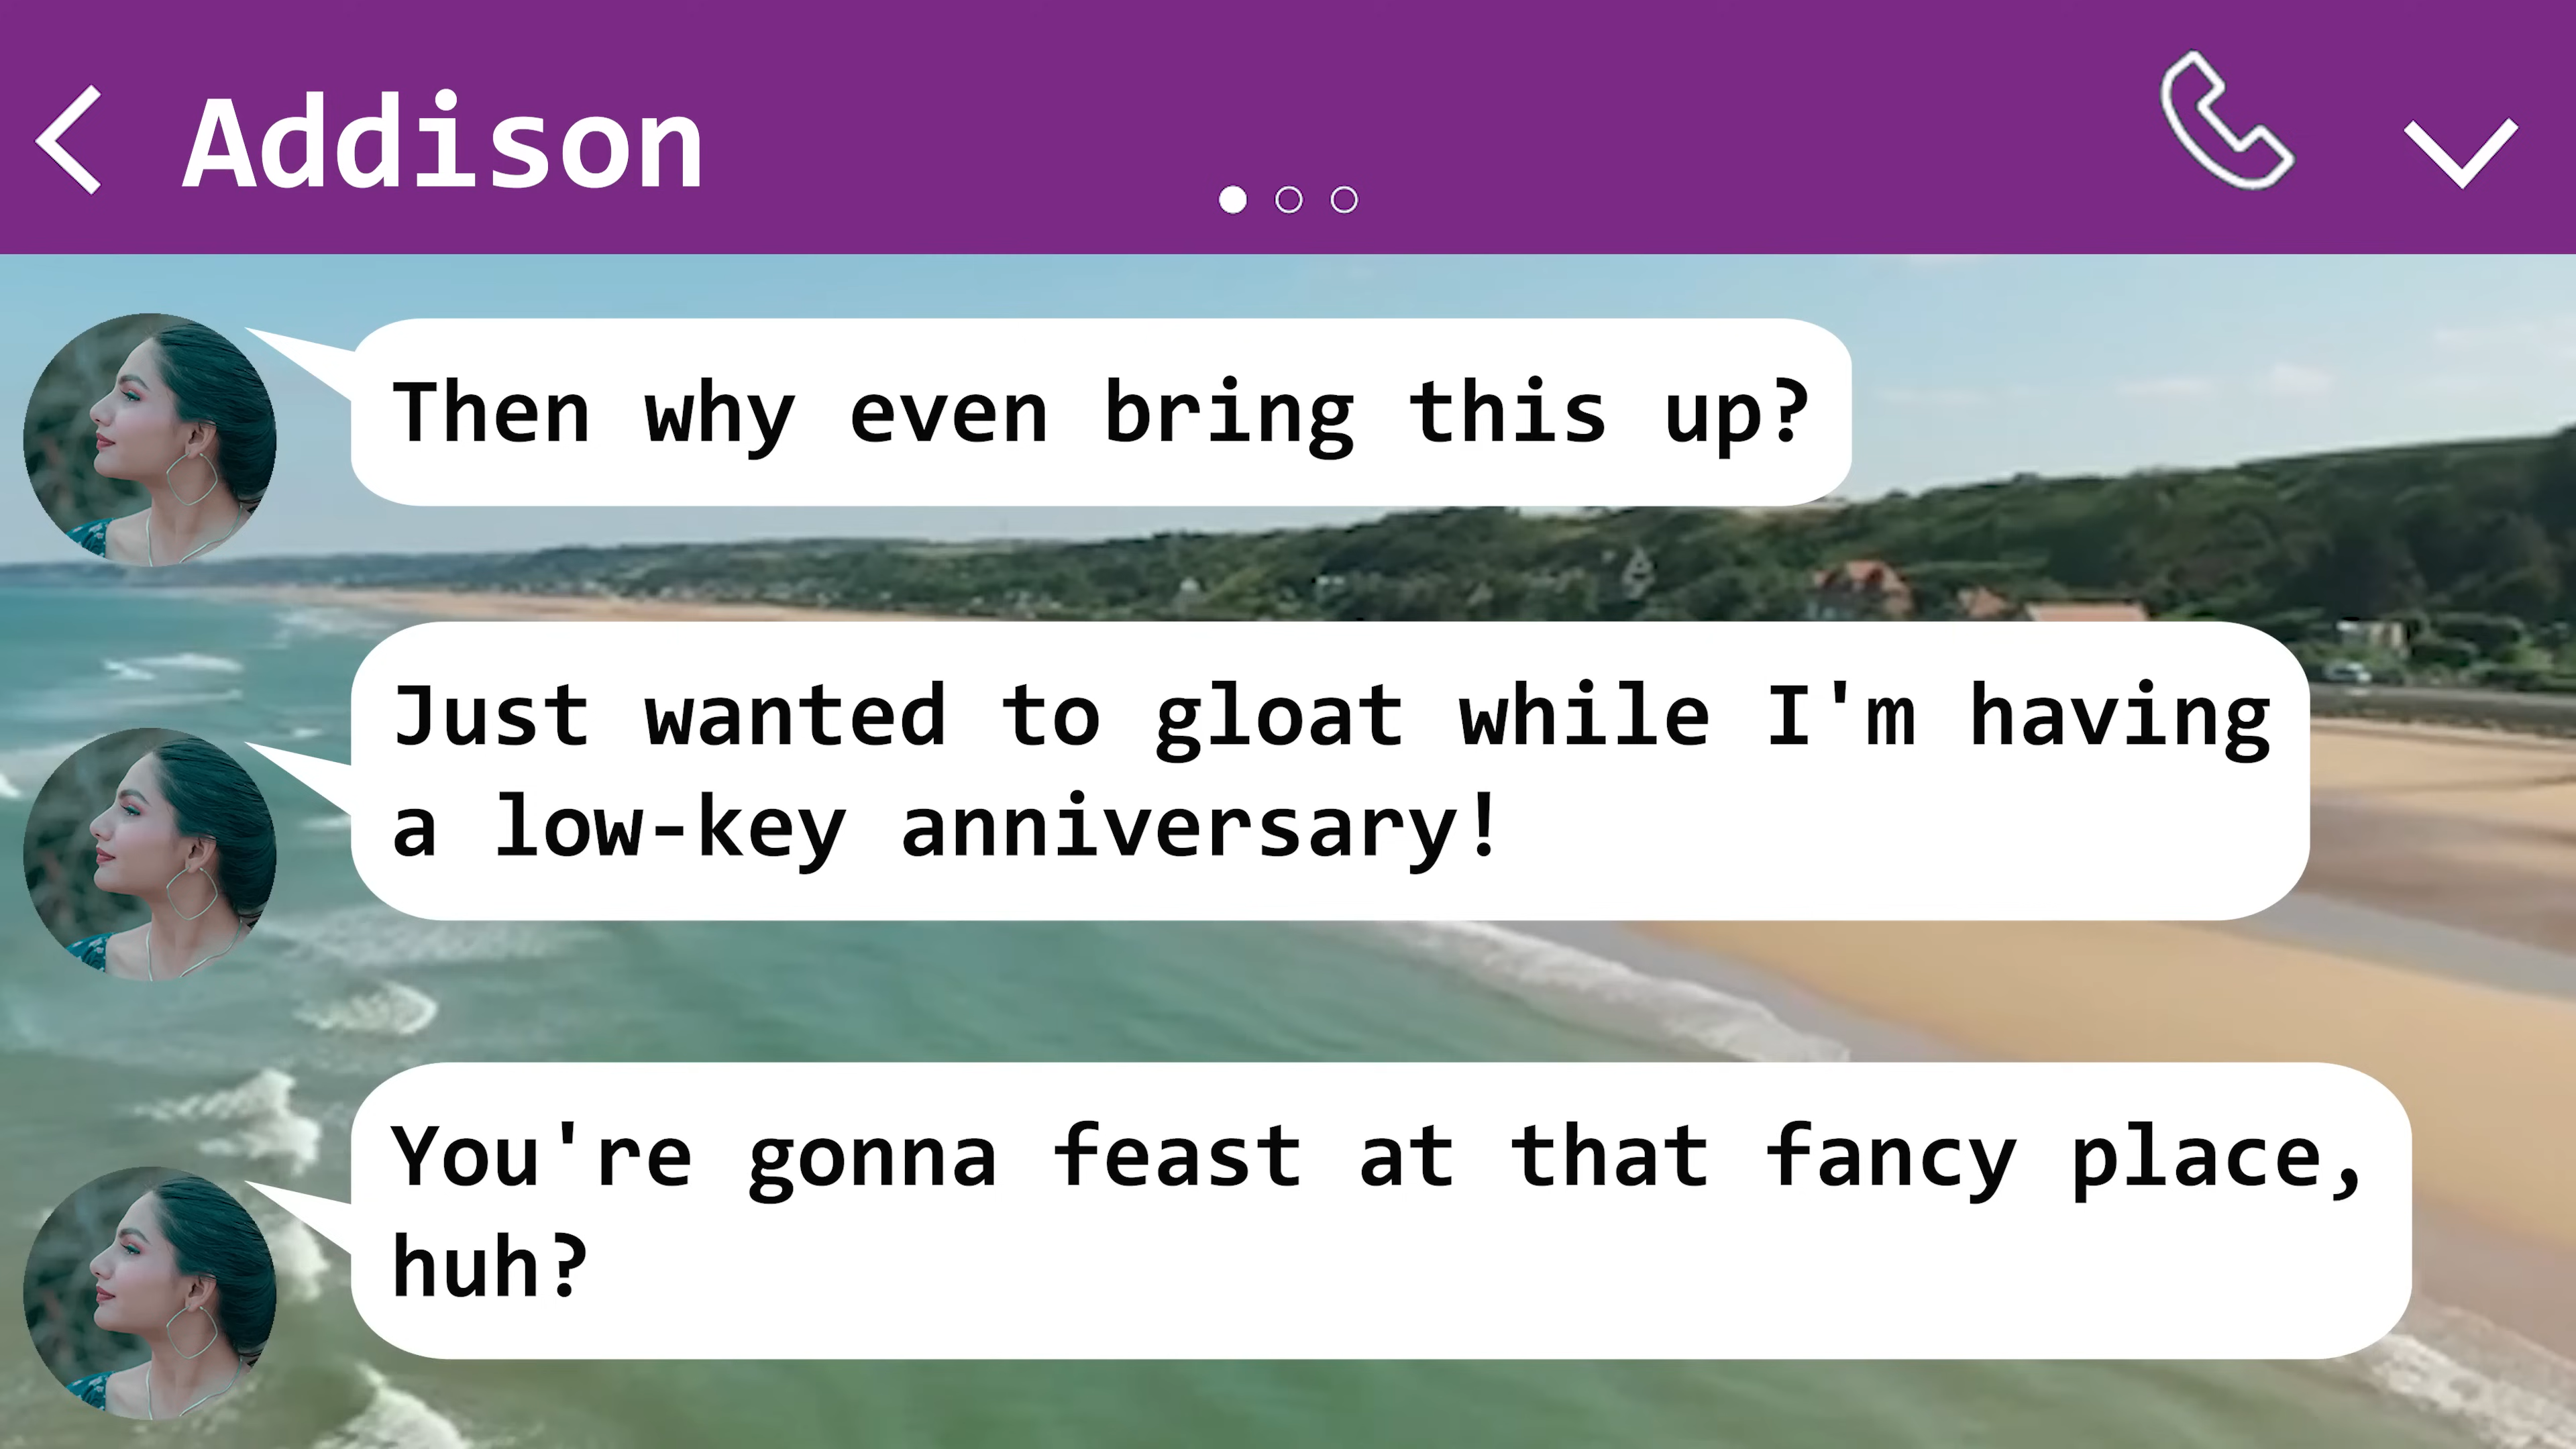 Addison
Then why even bring this up?
Just wanted to gloat while I'm having
a low-key anniversary!
You're gonna feast at that fancy place,
huh?